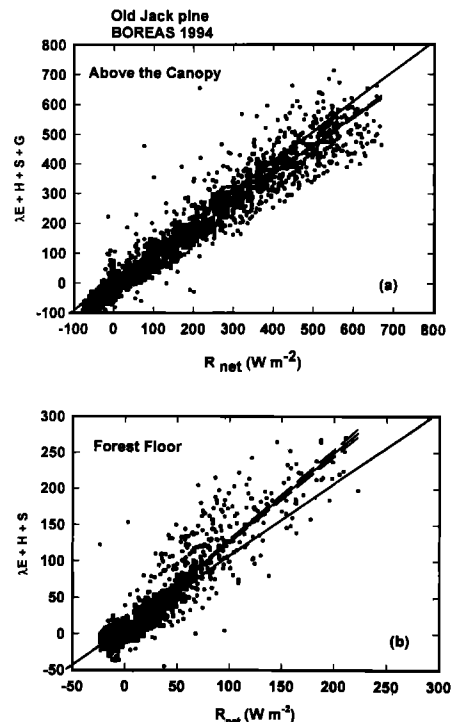 Old Jack pine
BOREAS 1994
Above the Canopy
800
700
600
500
400
300
200
100
0
-100
λE + H + S + G
(a)
-100 0 100 200 300 400 500 600 700 800
R net (W m-2)
300
250
200
150
100
50
0
-50
λE + H + S
Forest Floor
(b)
-50 0 50 100 150 200 250 300
Rnet (W m-2)